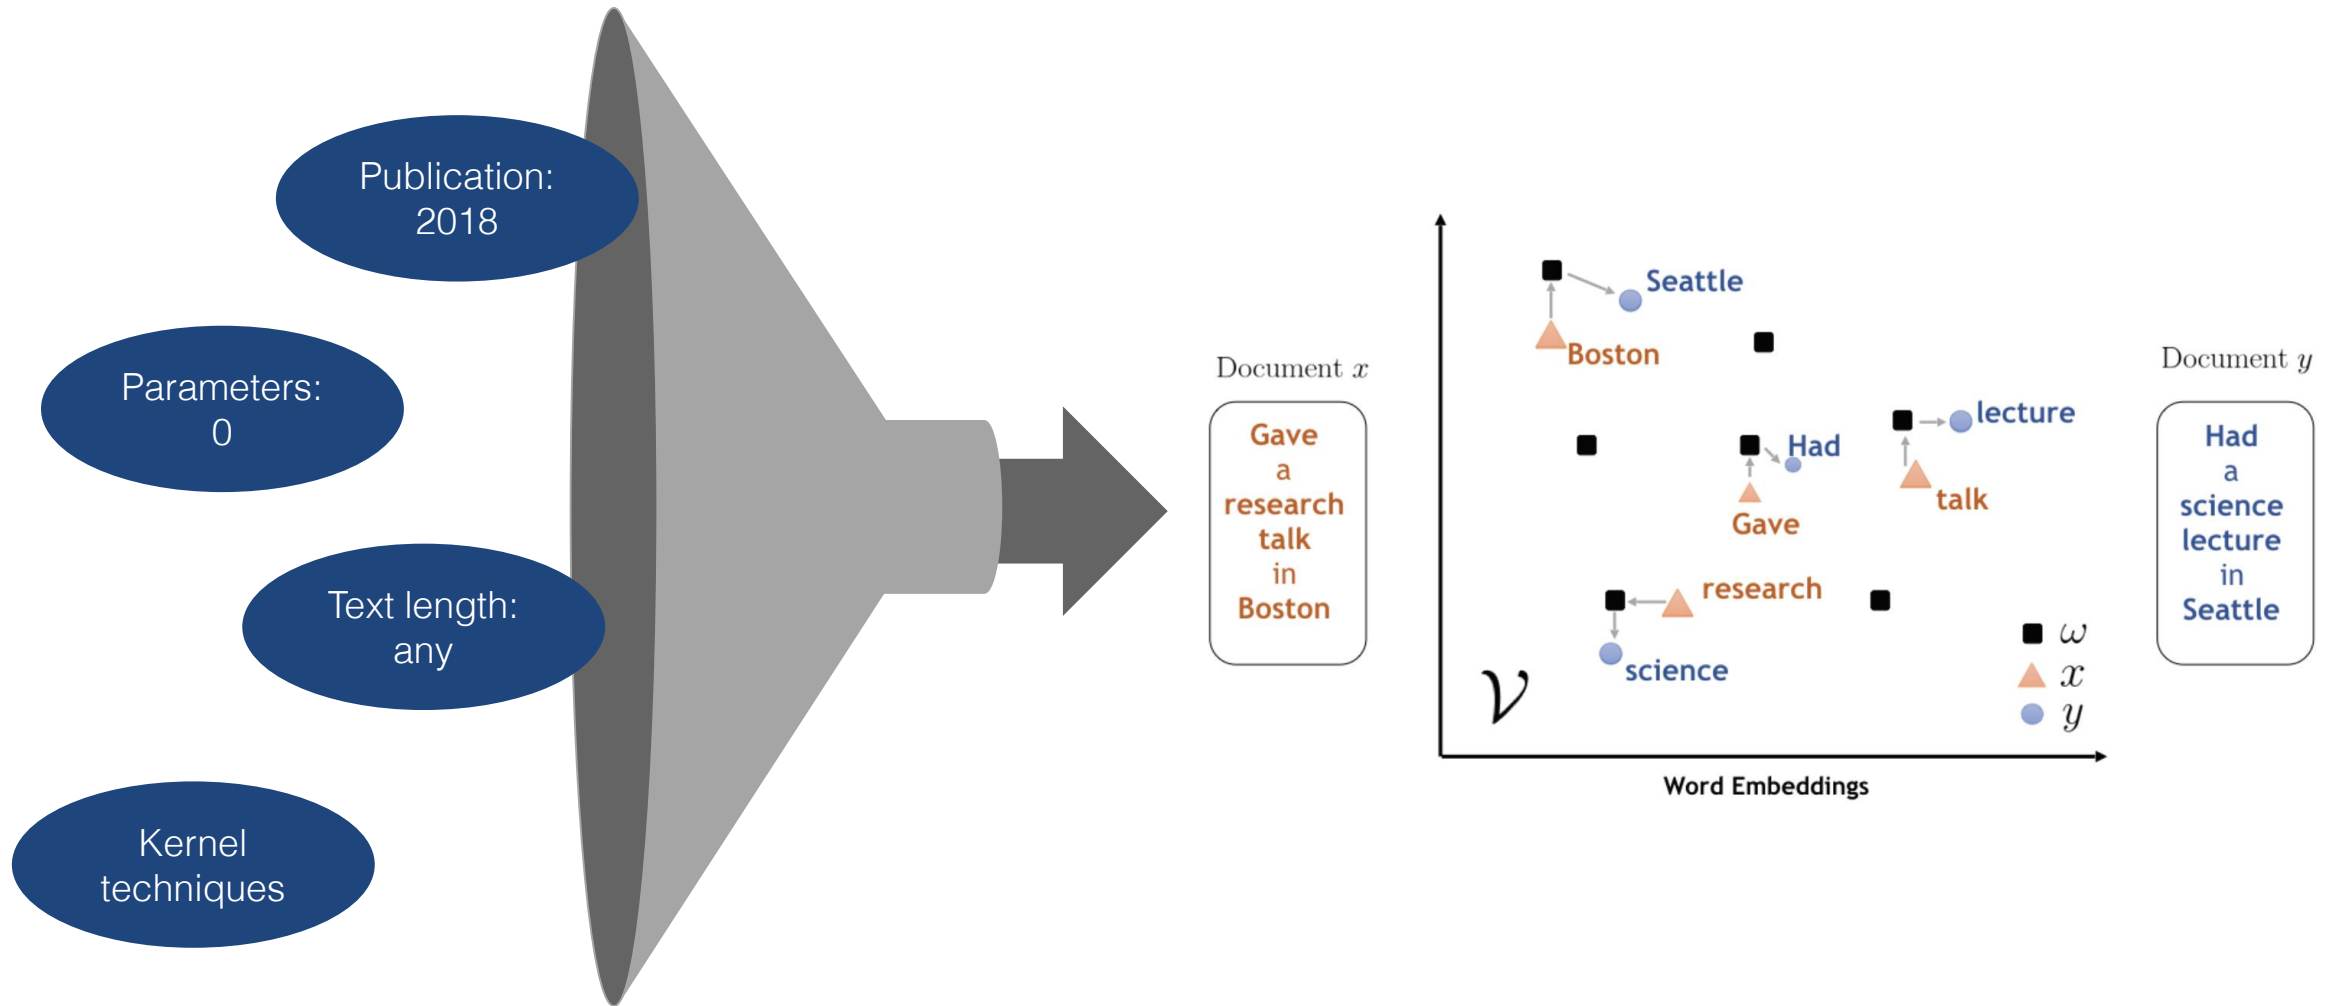 Publication:
2018
Parameters:
0
Text length:
any
Kernel
techniques
Document x
Gave
a
research
talk
in
Boston
Seattle
Boston
lecture
Had
talk
Gave
research
science
𝒱
ω
x
y
Word Embeddings
Document y
Had
a
science
lecture
in
Seattle